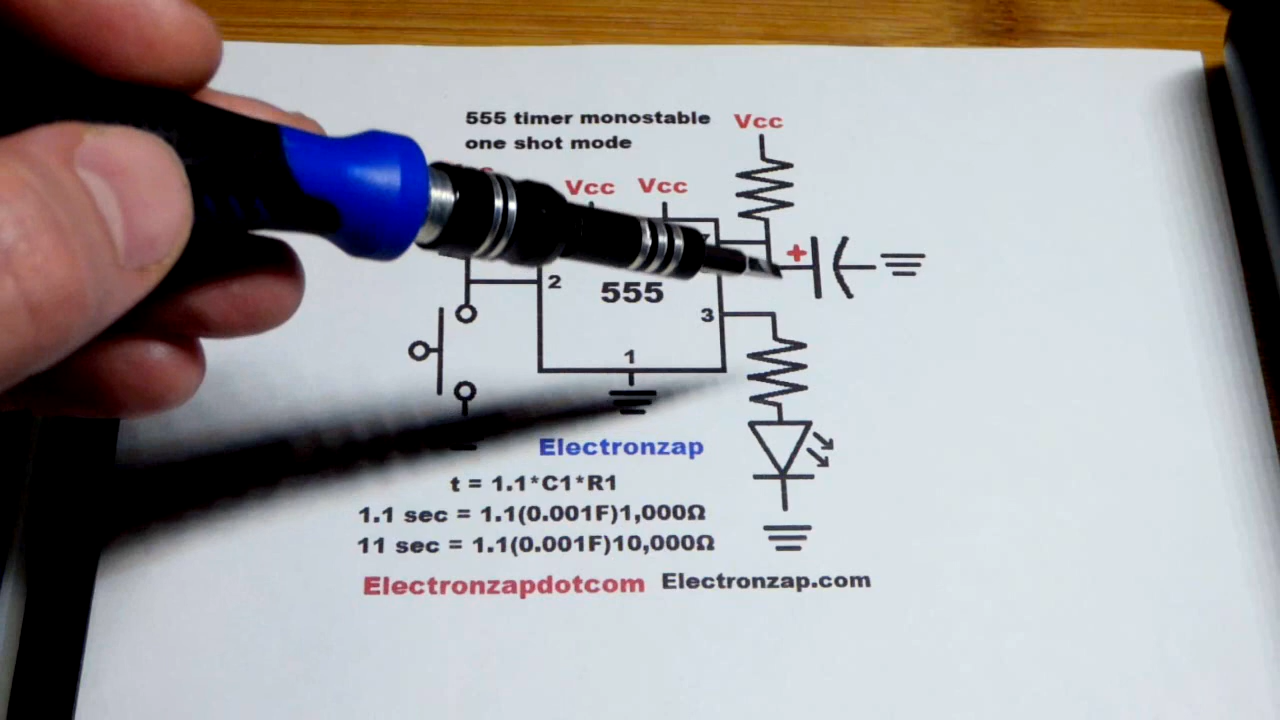 555 timer monostable
one shot mode
Vcc
Vcc
Vcc
2
555
3
1
+
Electronzap
t = 1.1*C1*R1
1.1 sec = 1.1(0.001F)1,000Ω
11 sec = 1.1(0.001F)10,000Ω
Electronzapdotcom Electronzap.com